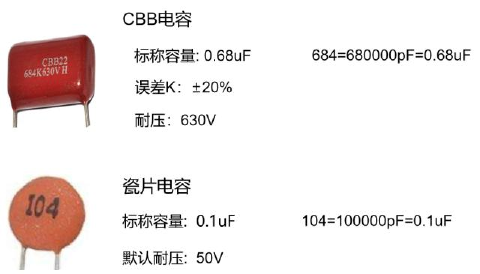 CBB电容
标称容量: 0.68uF 684=680000pF=0.68uF
CBB22
684K630VH
误差K: ±20%
耐压: 630V
瓷片电容
104
标称容量: 0.1uF 104=100000pF=0.1uF
默认耐压: 50V